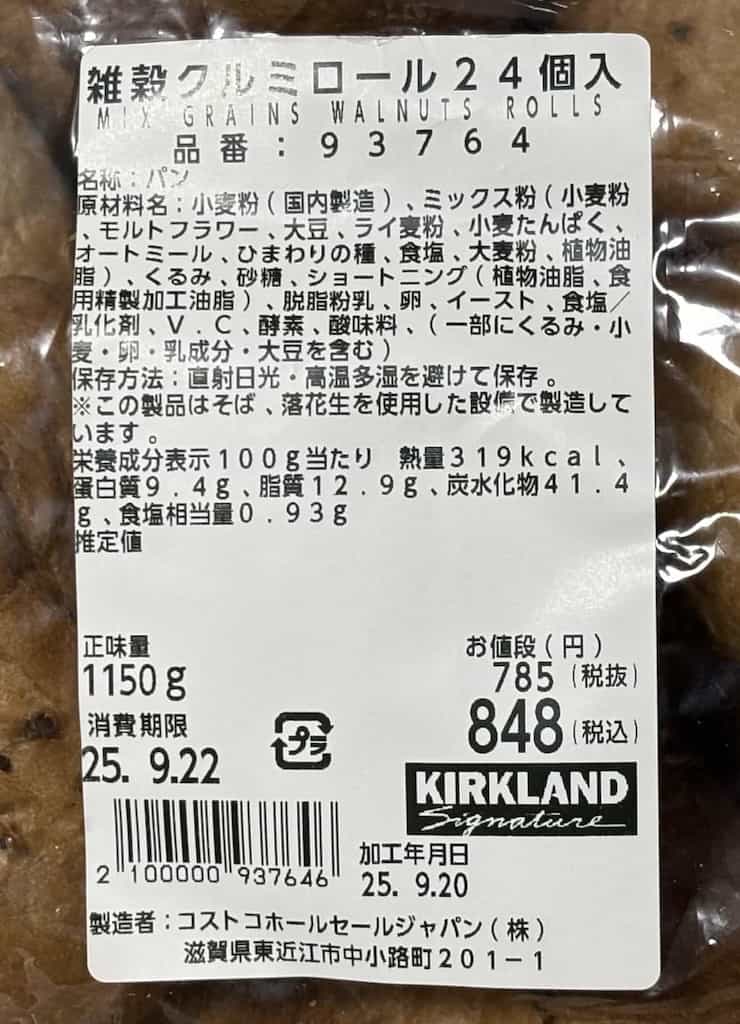 雑穀クルミロール24個入
MIX GRAINS WALNUTS ROLLS
品番：93764
名称：パン
原材料名：小麦粉（国内製造）、ミックス粉（小麦粉
、モルトフラワー、大豆、ライ麦粉、小麦たんぱく、
オートミール、ひまわりの種、食塩、大麦粉、植物油
脂）、くるみ、砂糖、ショートニング（植物油脂、食
用精製加工油脂）、脱脂粉乳、卵、イースト、食塩／
乳化剤、V．C、酵素、酸味料、（一部にくるみ・小
麦・卵・乳成分・大豆を含む）
保存方法：直射日光・高温多湿を避けて保存。
※この製品はそば、落花生を使用した設備で製造して
います。
栄養成分表示100g当たり　熱量319kcal、
蛋白質9．4g、脂質12．9g、炭水化物41．4
g、食塩相当量0．93g
推定値
正味量
1150g
お値段（円）
785（税抜）
848（税込）
消費期限
25. 9.22
プラ
KIRKLAND
Signature
2 100000 937646
加工年月日
25. 9.20
製造者：コストコホールセールジャパン（株）
滋賀県東近江市中小路町201－1